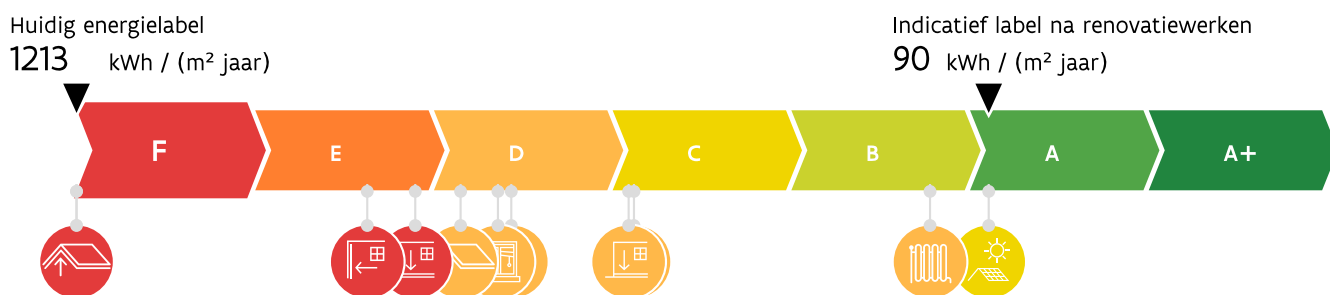 Huidig energielabel
1213 kWh / (m² jaar)
Indicatief label na renovatiewerken
90 kWh / (m² jaar)
F E D C B A A+